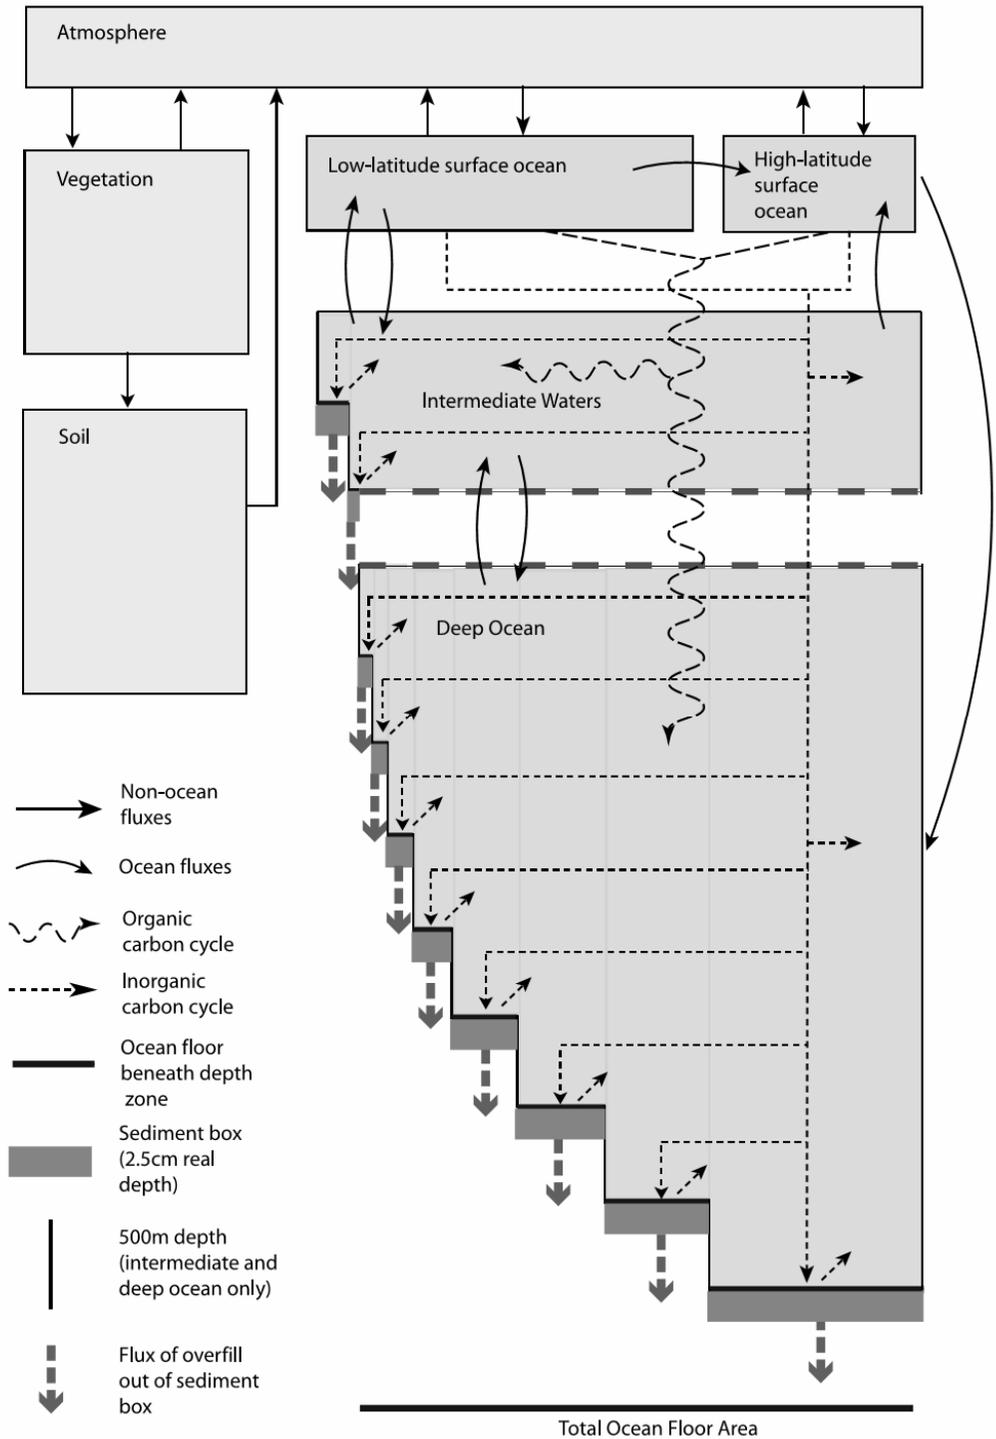 Atmosphere
Vegetation
Low-latitude surface ocean
High-latitude
surface
ocean
Intermediate Waters
Soil
Deep Ocean
Non-ocean
fluxes
Ocean fluxes
Organic
carbon cycle
Inorganic
carbon cycle
Ocean floor
beneath depth
zone
Sediment box
(2.5cm real
depth)
500m depth
(intermediate and
deep ocean only)
Flux of overfill
out of sediment
box
Total Ocean Floor Area